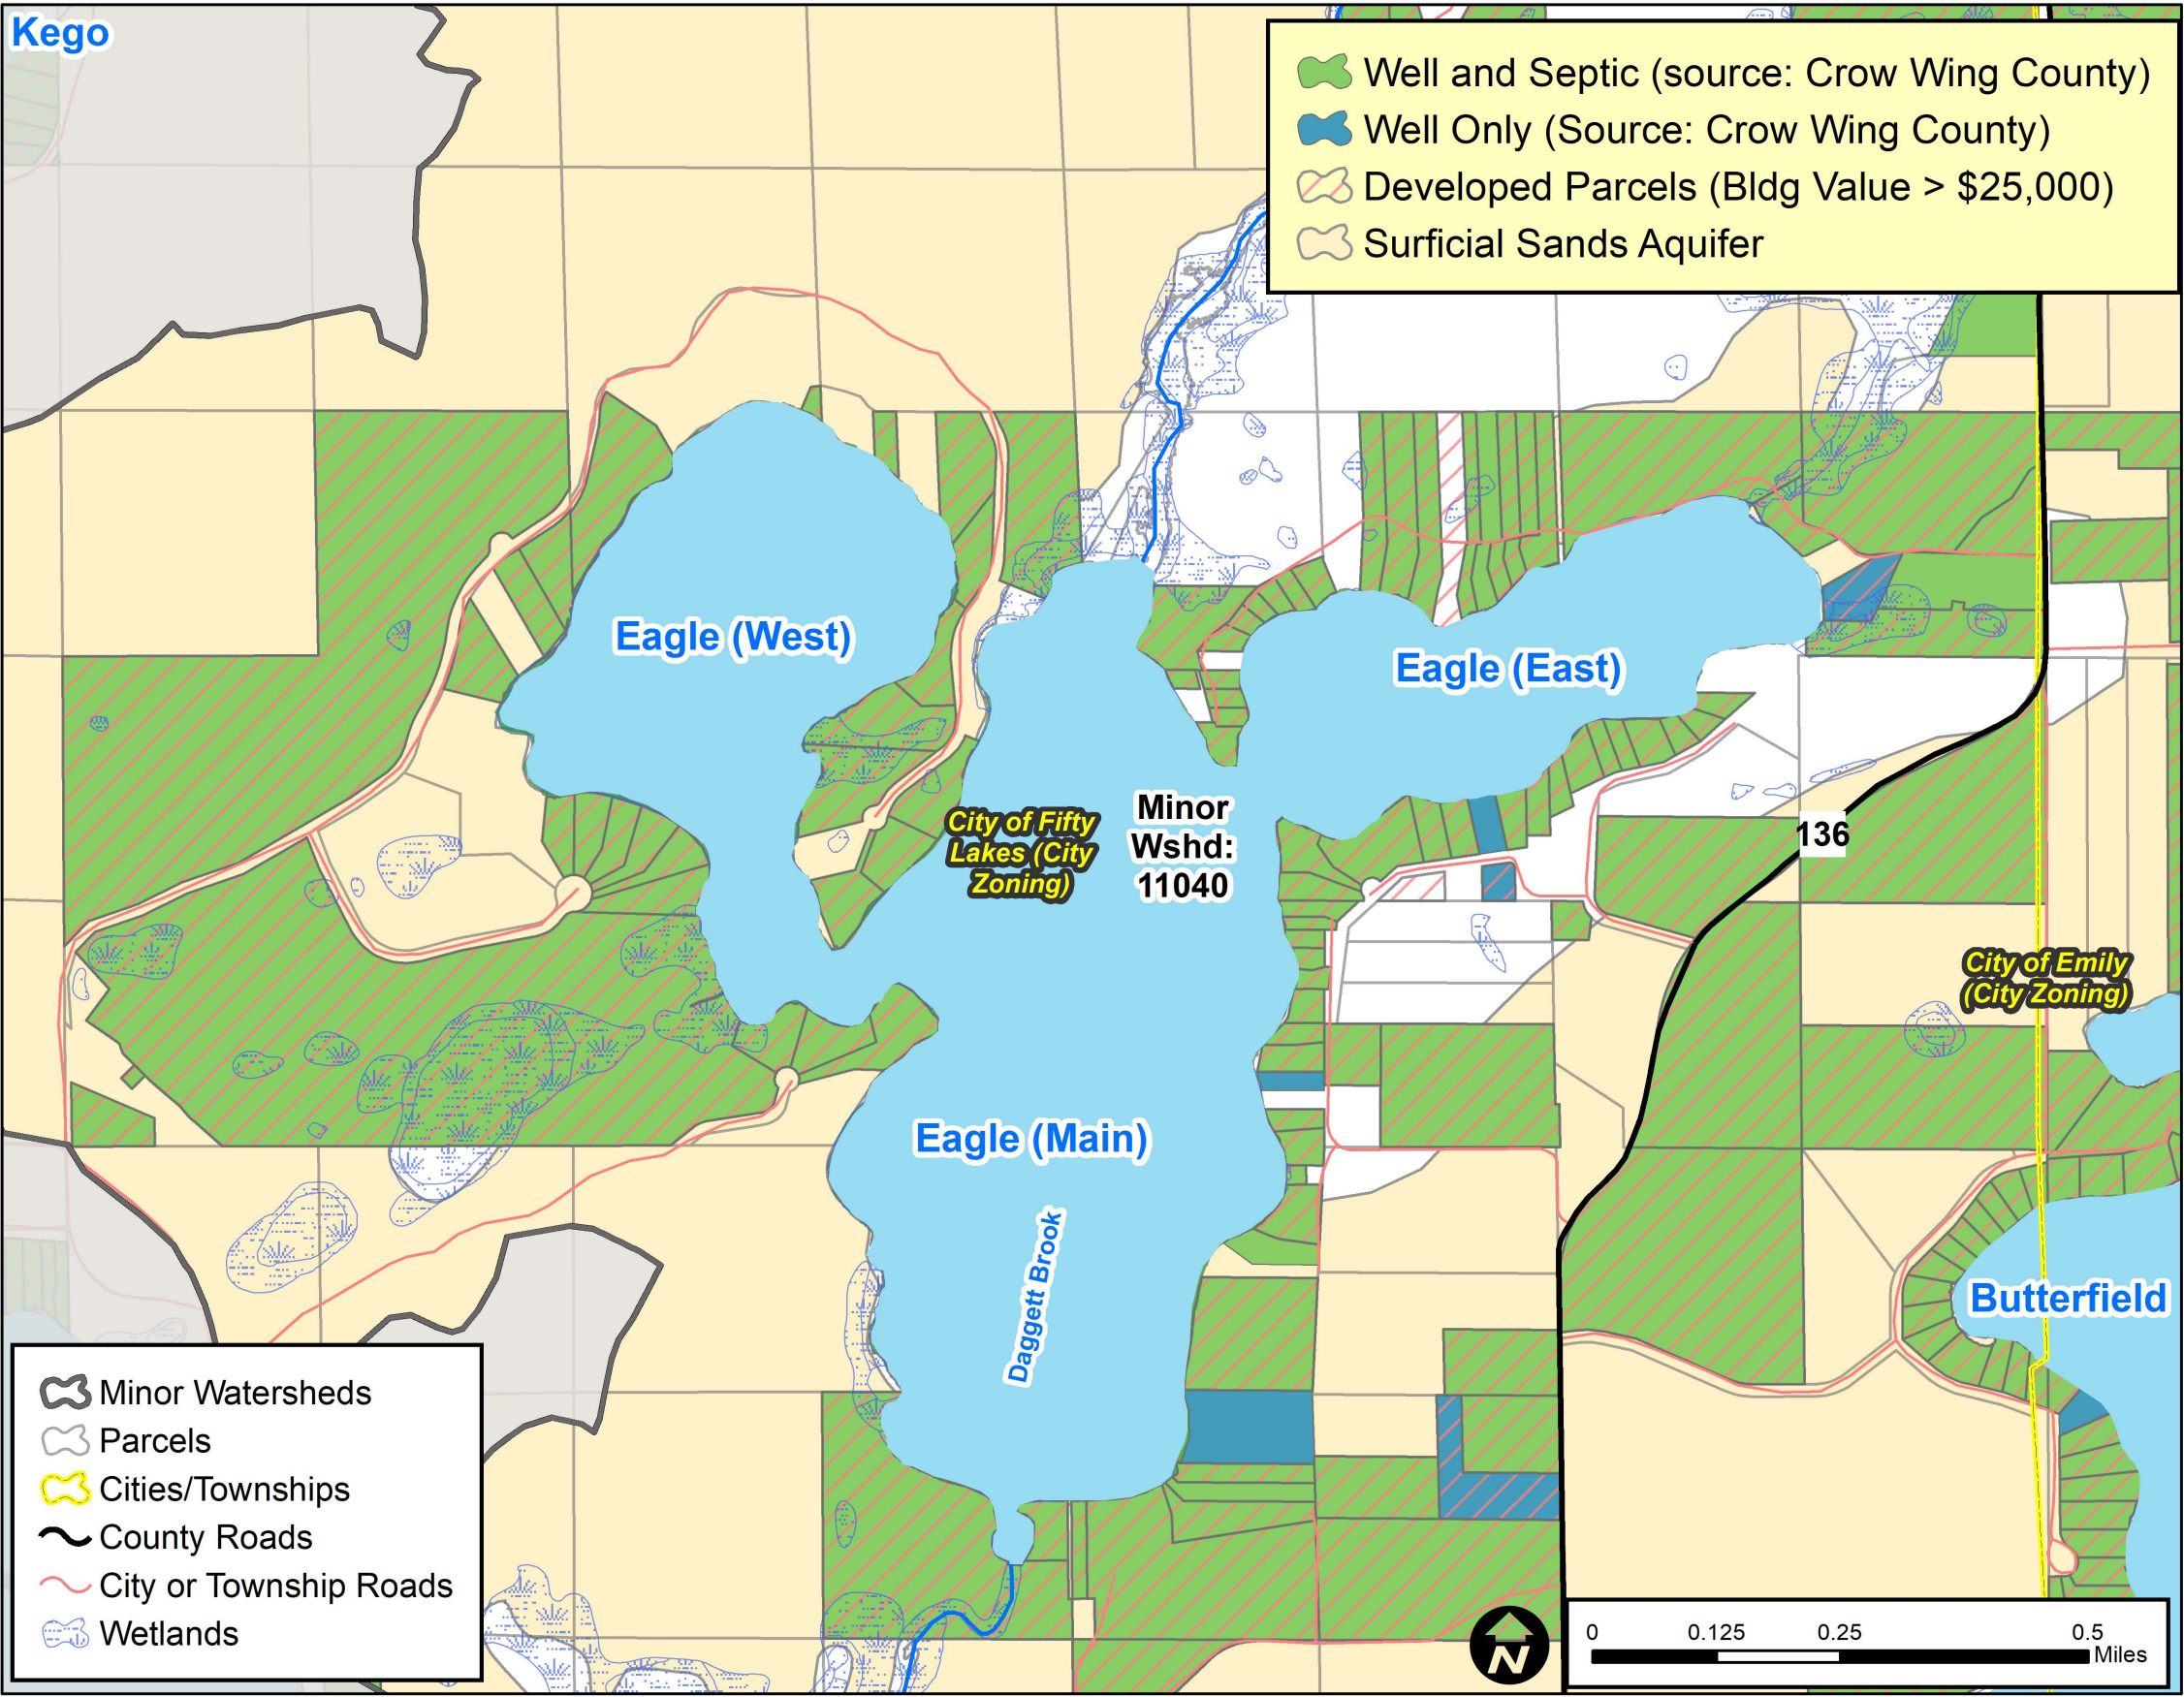 Kego
Well and Septic (source: Crow Wing County)
Well Only (Source: Crow Wing County)
Developed Parcels (Bldg Value > $25,000)
Surficial Sands Aquifer
Eagle (West)
Eagle (East)
City of Fifty
Lakes (City
Zoning)
Minor
Wshd:
11040
136
City of Emily
(City Zoning)
Eagle (Main)
Daggett Brook
Butterfield
Minor Watersheds
Parcels
Cities/Townships
County Roads
City or Township Roads
Wetlands
N
0 0.125 0.25 0.5
Miles